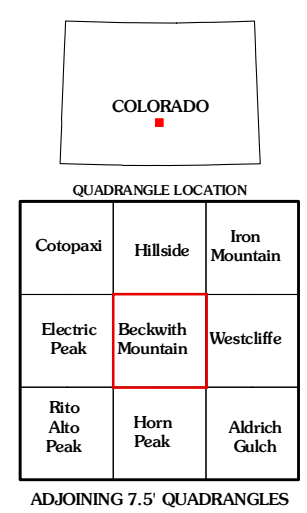 COLORADO
QUADRANGLE LOCATION
Cotopaxi
Hillside
Iron
Mountain
Electric
Peak
Beckwith
Mountain
Westcliffe
Rito
Alto
Peak
Horn
Peak
Aldrich
Gulch
ADJOINING 7.5' QUADRANGLES